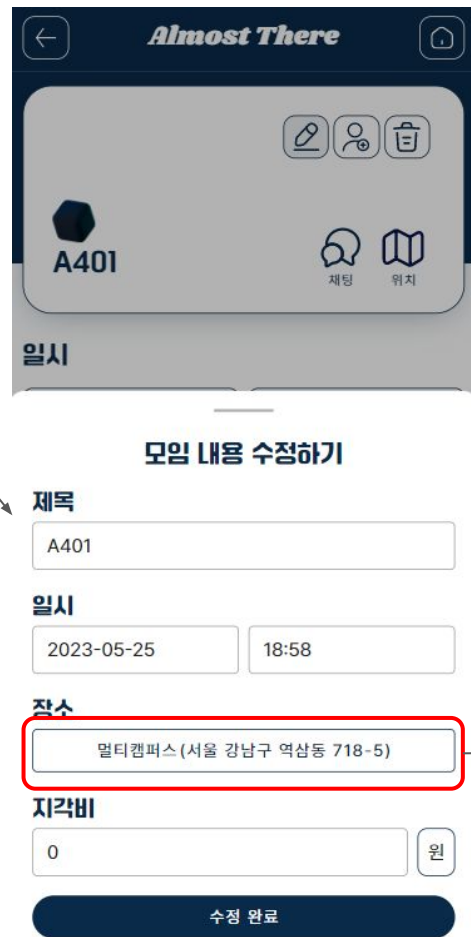 Almost There
A401
채팅
위치
일시
모임 내용 수정하기
제목
A401
일시
2023-05-25
18:58
장소
멀티캠퍼스(서울 강남구 역삼동 718-5)
지각비
0
원
수정 완료